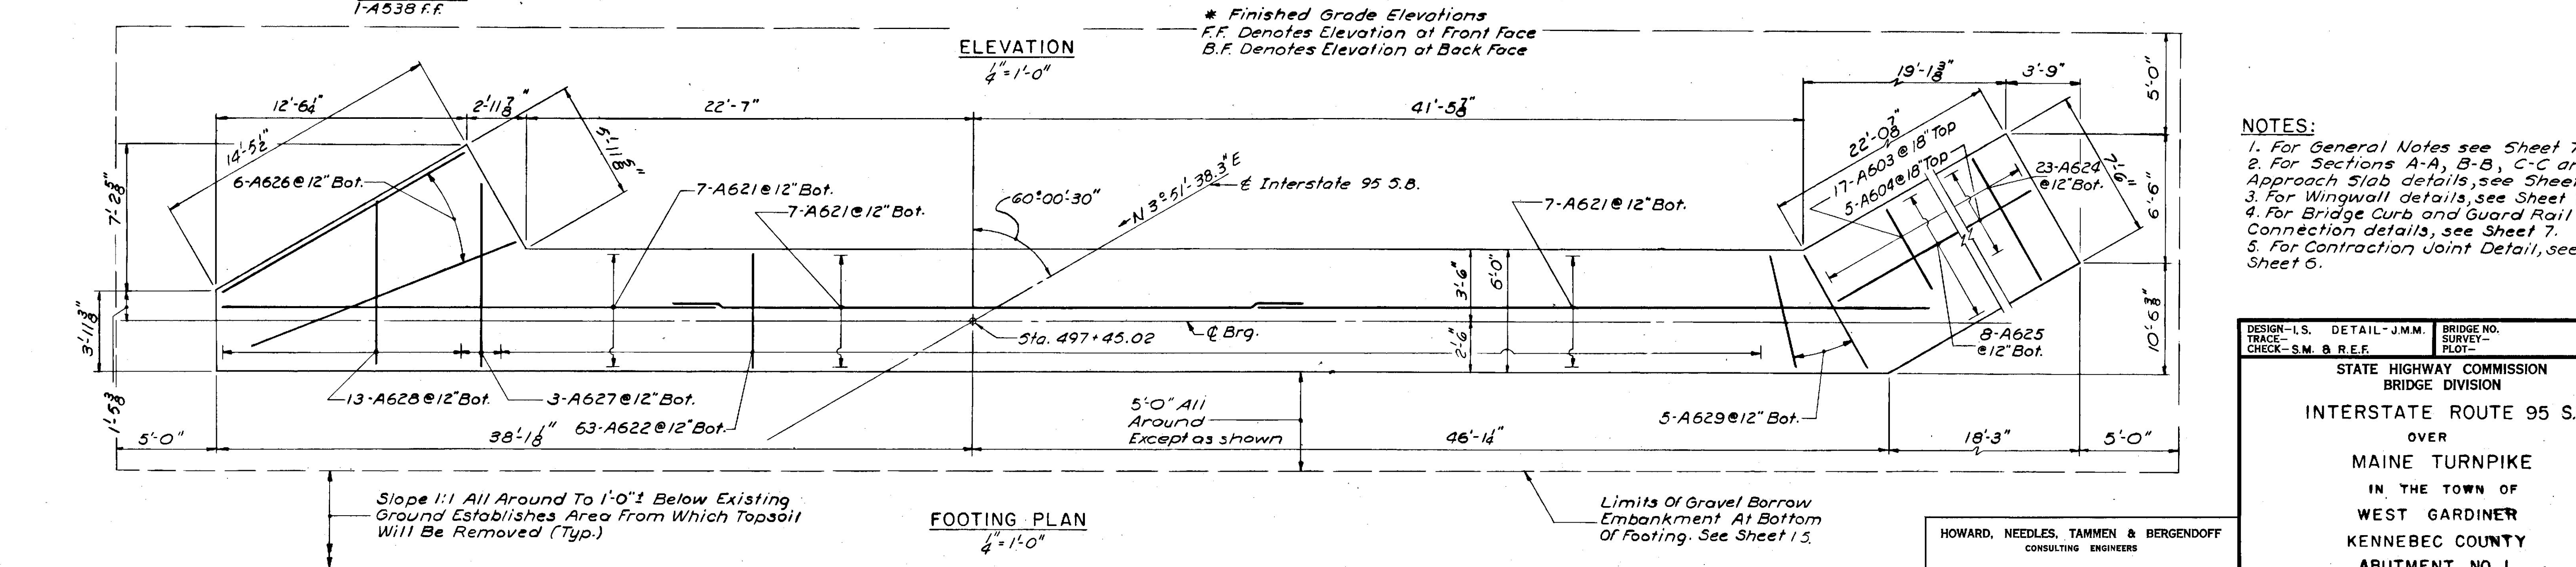 1-A538 f.f.
* Finished Grade Elevations
F.F. Denotes Elevation at Front Face
B.F. Denotes Elevation at Back Face
ELEVATION
1/4"=1'-0"
12'-6 1/4"
2'-11 7/8"
22'-7"
41'-5 7/8"
19'-1 3/8"
3'-9"
5'-0"
14'-5 1/2"
5'-11 5/8"
22'-0 7/8"
17-A603 @ 18" Top
5-A604 @ 18" Top
23-A624
@ 12" Bot.
7'-6"
6'-6"
7'-2 5/8"
6-A626 @ 12" Bot.
7-A621 @ 12" Bot.
7-A621 @ 12" Bot.
60°00'-30"
N 3°-51'-38.3" E
℄ Interstate 95 S.B.
7-A621 @ 12" Bot.
3'-11 3/8"
3'-6"
6'-0"
2'-6"
Sta. 497+45.02
℄ Brg.
8-A625
@ 12" Bot.
10'-6 3/8"
13-A628 @ 12" Bot.
3-A627 @ 12" Bot.
63-A622 @ 12" Bot.
5-A629 @ 12" Bot.
1'-5 3/8"
5'-0"
38'-1 1/8"
5'-0" All
Around
Except as shown
46'-1 1/4"
18'-3"
5'-0"
Slope 1:1 All Around To 1'-0"± Below Existing
Ground Establishes Area From Which Topsoil
Will Be Removed (Typ.)
FOOTING PLAN
1/4"=1'-0"
Limits Of Gravel Borrow
Embankment At Bottom
Of Footing. See Sheet 15.
NOTES:
1. For General Notes see Sheet
2. For Sections A-A, B-B, C-C
Approach Slab details, see Sheet
3. For Wingwall details, see Sheet
4. For Bridge Curb and Guard Rail
Connection details, see Sheet 7.
5. For Contraction Joint Detail, see
Sheet 6.
DESIGN-I.S. DETAIL-J.M.M.
TRACE-
CHECK-S.M. & R.E.F.
BRIDGE NO.
SURVEY-
PLOT-
STATE HIGHWAY COMMISSION
BRIDGE DIVISION
INTERSTATE ROUTE 95 S.
OVER
MAINE TURNPIKE
IN THE TOWN OF
WEST GARDINER
KENNEBEC COUNTY
ABUTMENT NO. 1
HOWARD, NEEDLES, TAMMEN & BERGENDOFF
CONSULTING ENGINEERS